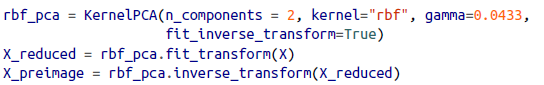 rbf_pca = KernelPCA(n_components = 2, kernel="rbf", gamma=0.0433,
                    fit_inverse_transform=True)
X_reduced = rbf_pca.fit_transform(X)
X_preimage = rbf_pca.inverse_transform(X_reduced)